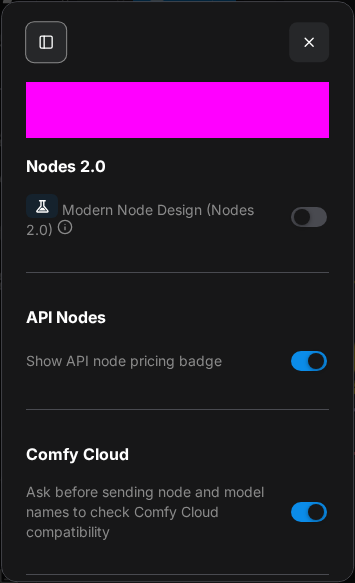 Nodes 2.0
Modern Node Design (Nodes
2.0)
API Nodes
Show API node pricing badge
Comfy Cloud
Ask before sending node and model
names to check Comfy Cloud
compatibility